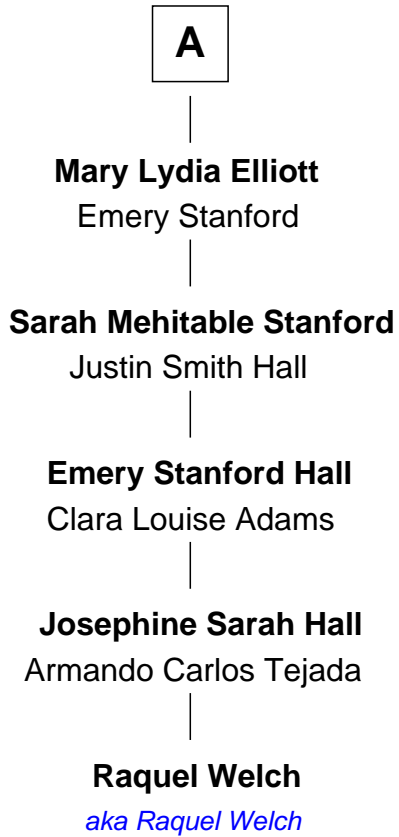 A
Mary Lydia Elliott
Emery Stanford
Sarah Mehitable Stanford
Justin Smith Hall
Emery Stanford Hall
Clara Louise Adams
Josephine Sarah Hall
Armando Carlos Tejada
Raquel Welch
aka Raquel Welch